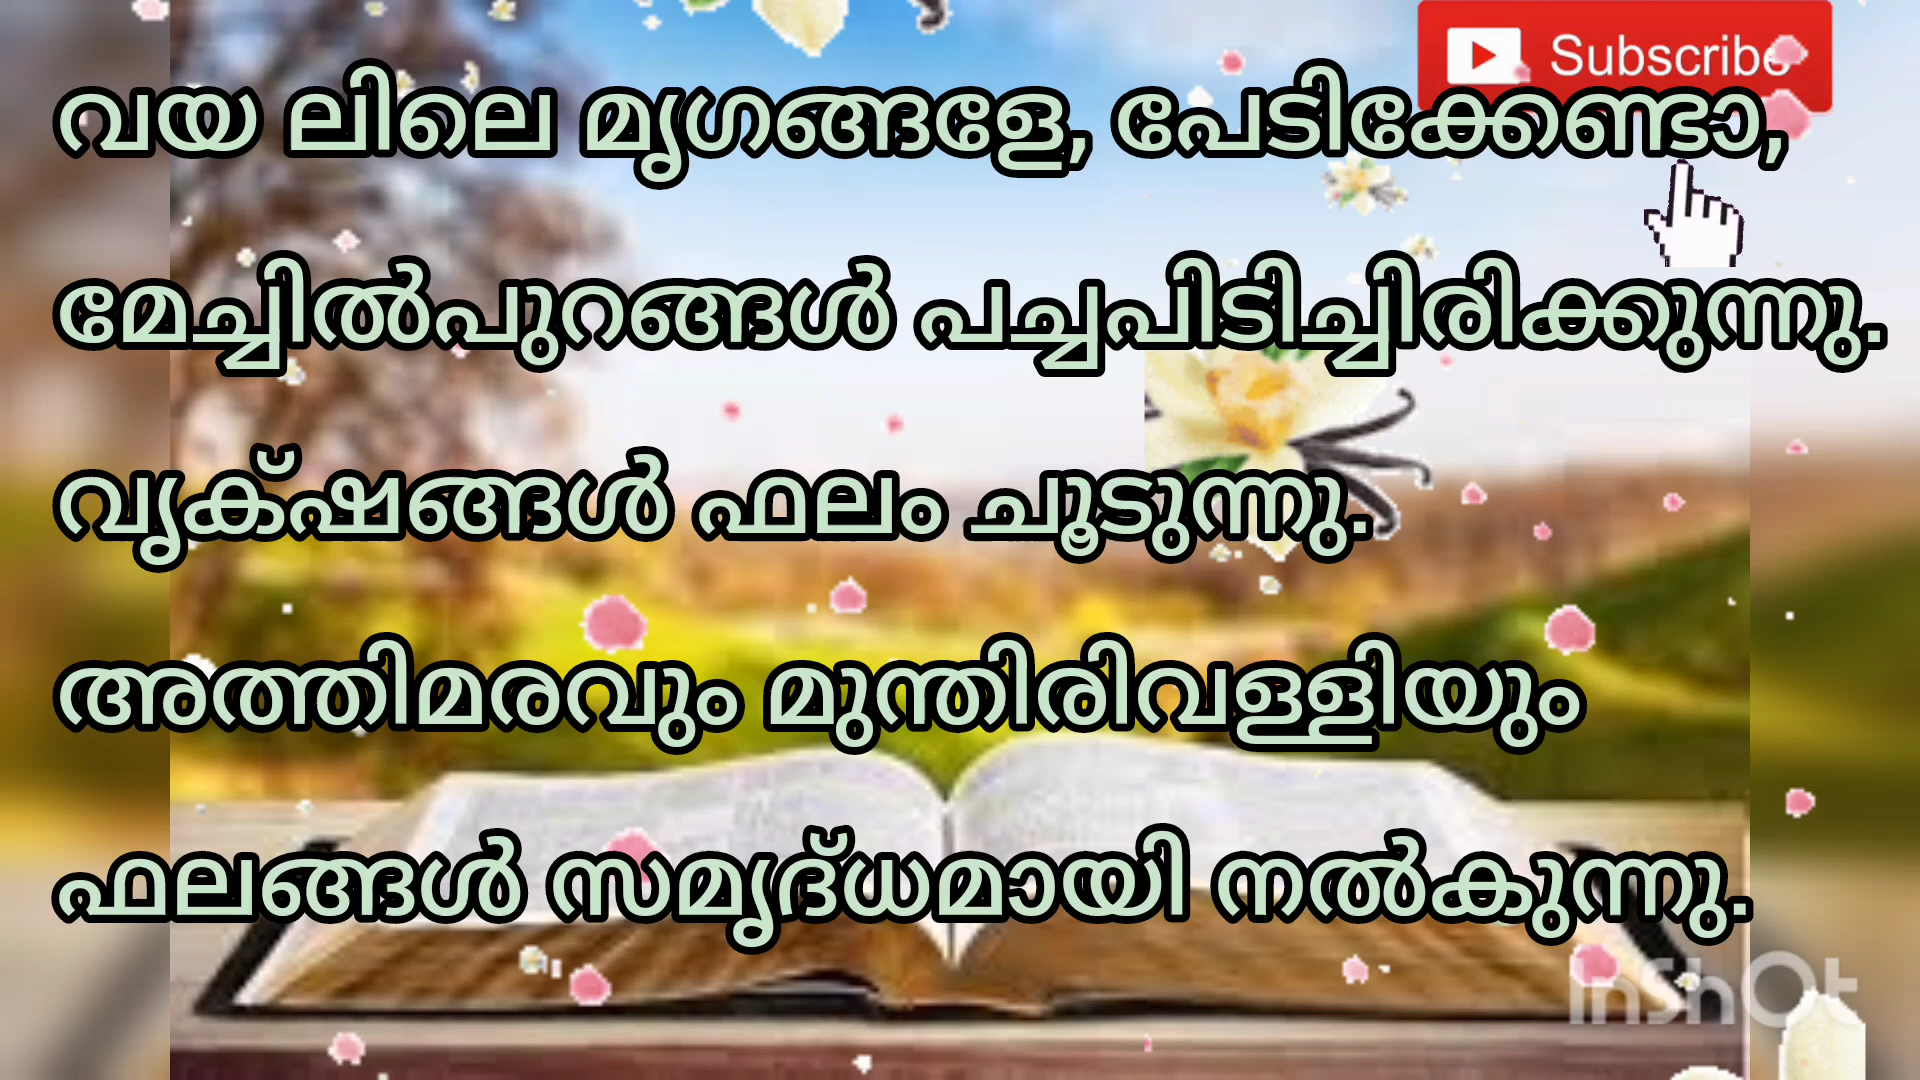 Subscribe
വയ ലിലെ മൃഗങ്ങളേ, പേടിക്കേണ്ടാ,
മേച്ചിൽപുറങ്ങൾ പച്ചപിടിച്ചിരിക്കുന്നു.
വൃക്‌ഷങ്ങൾ ഫലം ചൂടുന്നു.
അത്തിമരവും മുന്തിരിവള്ളിയും
ഫലങ്ങൾ സമൃദ്‌ധമായി നൽകുന്നു.
InShOt